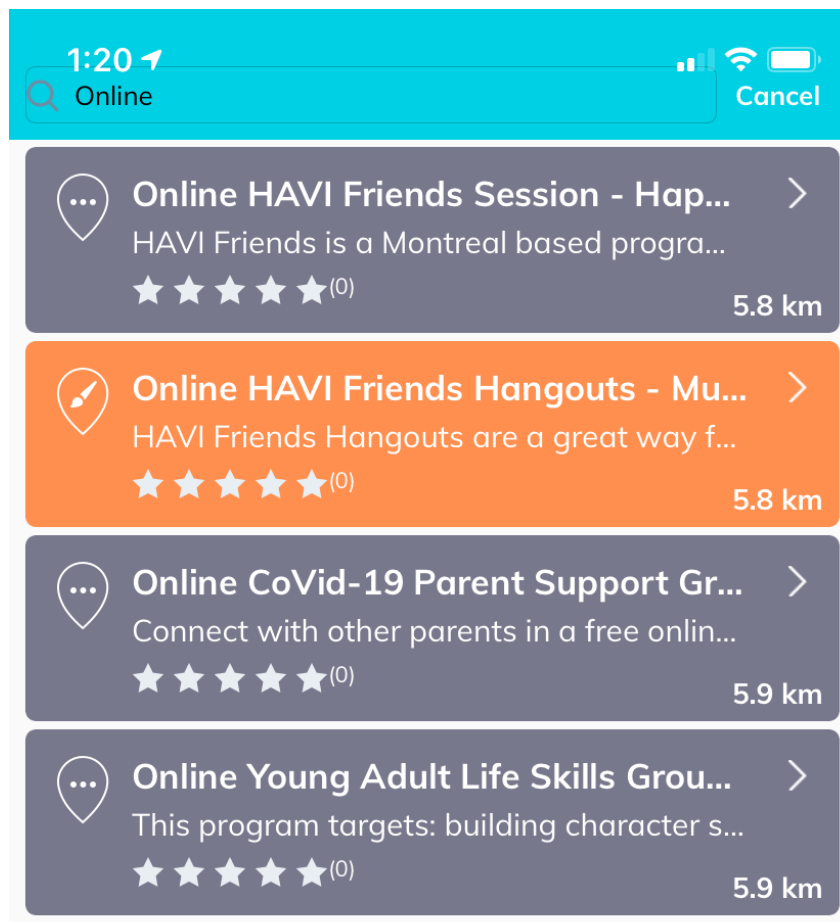 1:20
Online
Cancel
Online HAVI Friends Session - Hap...
HAVI Friends is a Montreal based progra...
(0)
5.8 km
Online HAVI Friends Hangouts - Mu...
HAVI Friends Hangouts are a great way f...
(0)
5.8 km
Online CoVid-19 Parent Support Gr...
Connect with other parents in a free onlin...
(0)
5.9 km
Online Young Adult Life Skills Grou...
This program targets: building character s...
(0)
5.9 km